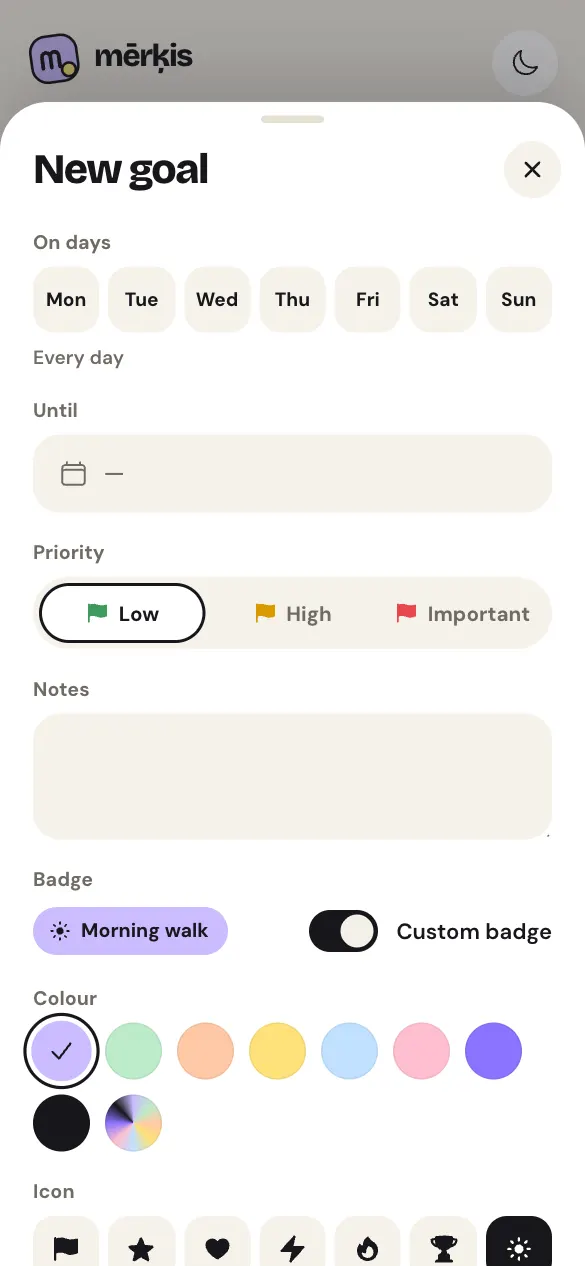 mērķis
New goal
On days
Mon Tue Wed Thu Fri Sat Sun
Every day
Until
—
Priority
Low High Important
Notes
Badge
Morning walk Custom badge
Colour
Icon